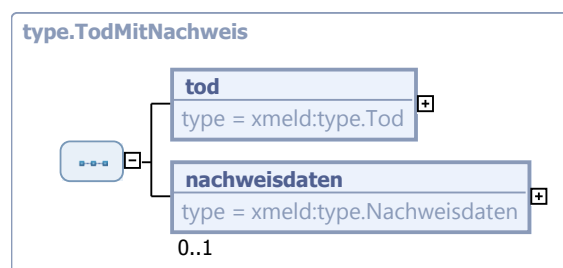 type.TodMitNachweis
tod
type = xmeld:type.Tod
nachweisdaten
type = xmeld:type.Nachweisdaten
0..1